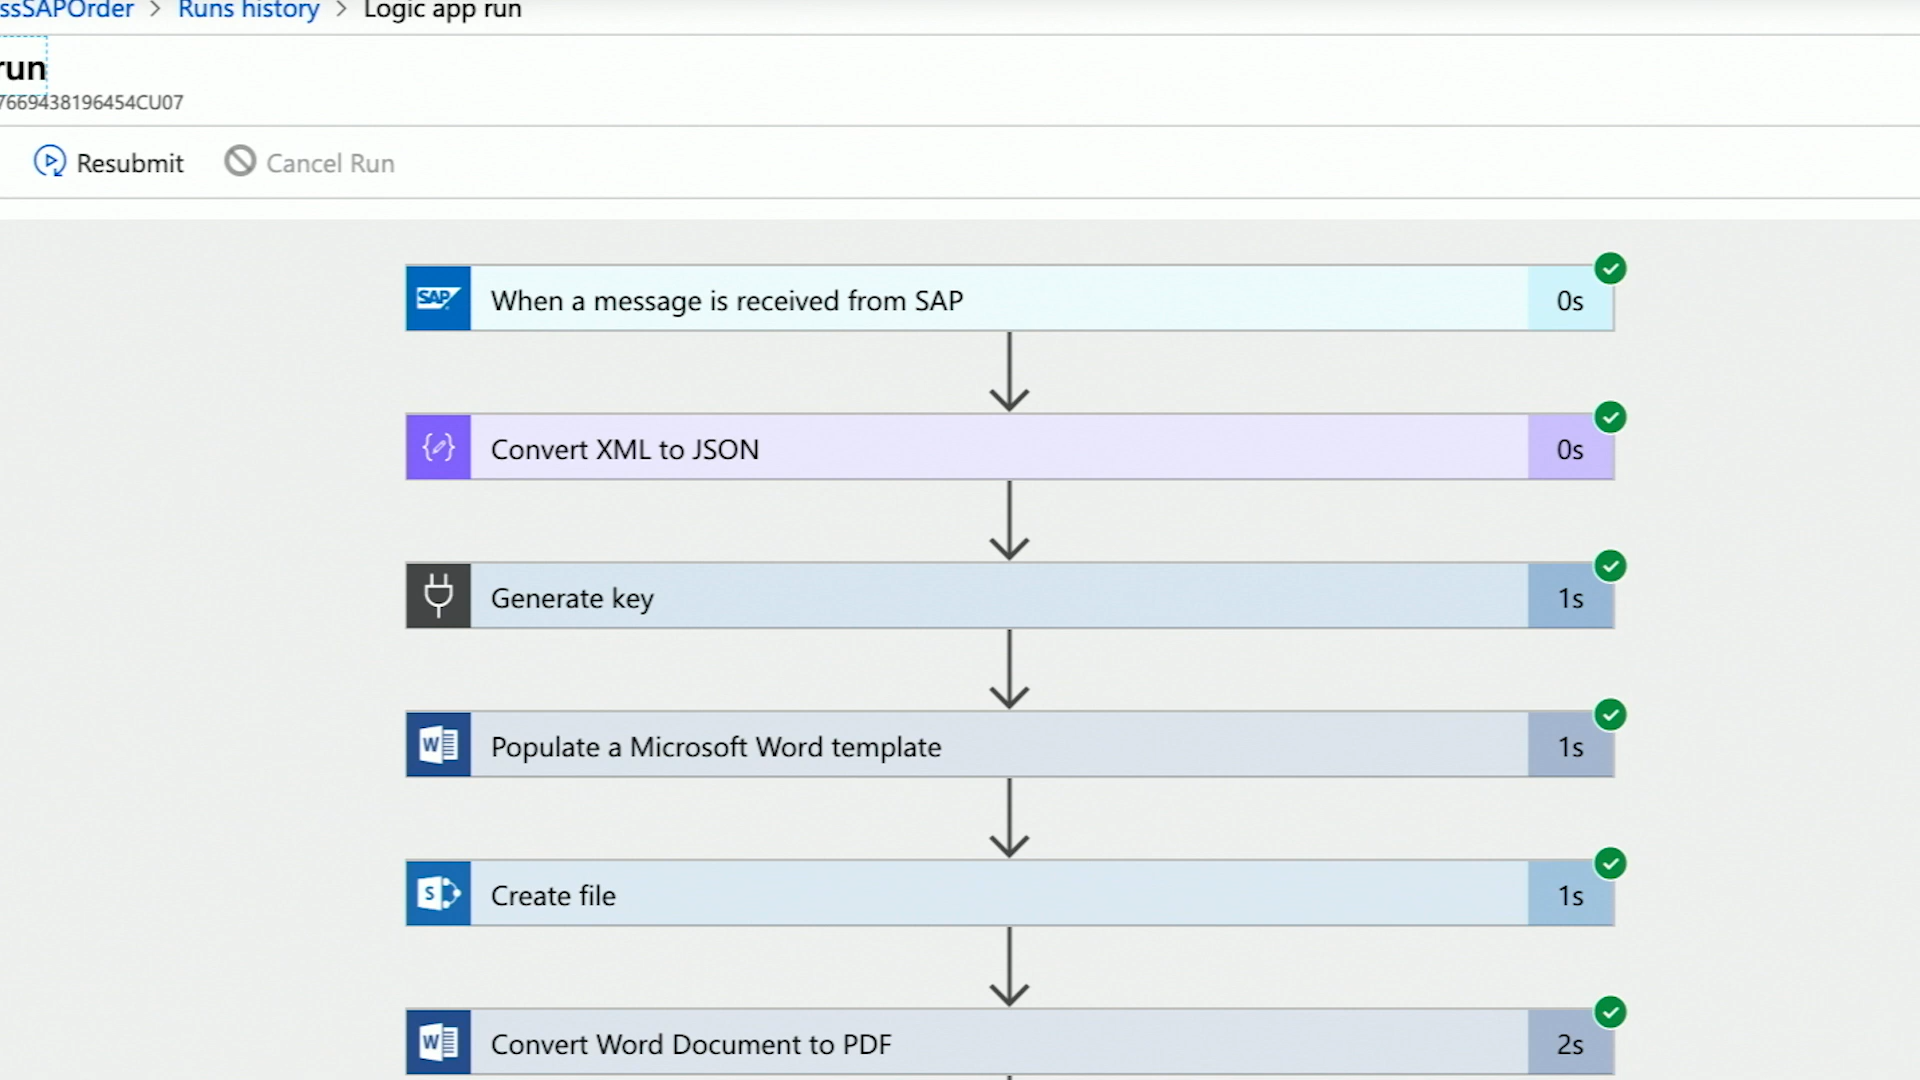 ssSAPOrder > Runs history > Logic app run
run
7669438196454CU07
Resubmit Cancel Run
SAP When a message is received from SAP 0s
Convert XML to JSON 0s
Generate key 1s
W Populate a Microsoft Word template 1s
S Create file 1s
W Convert Word Document to PDF 2s